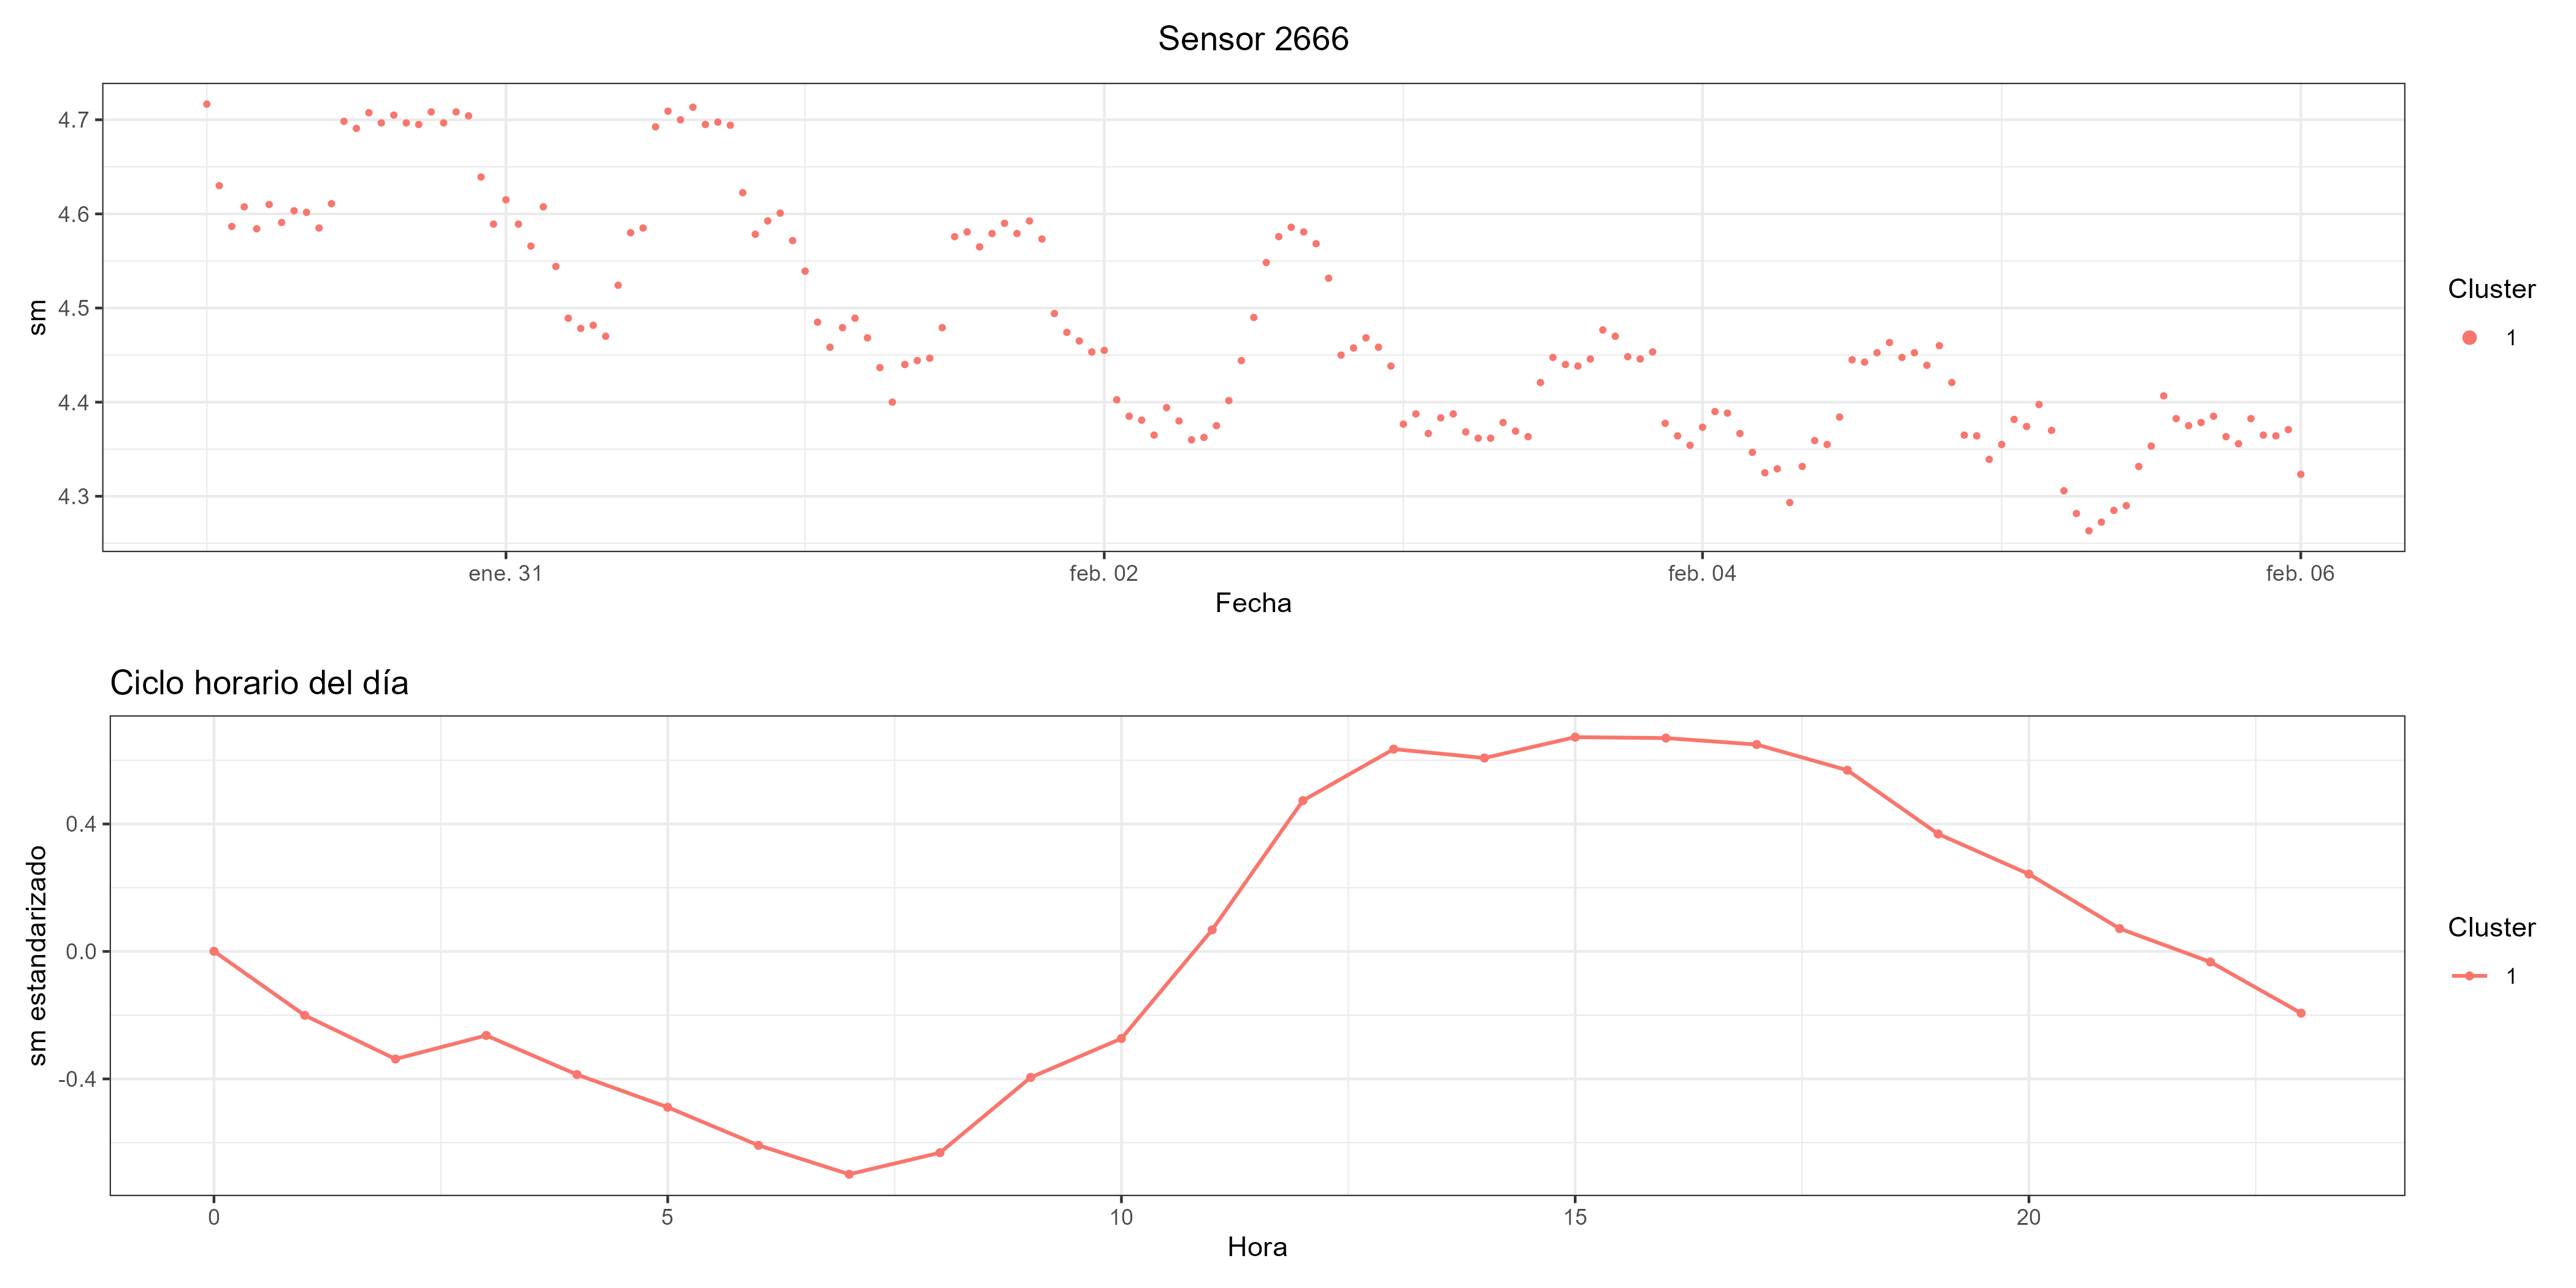 Sensor 2666
4.7
4.6
4.5
4.4
4.3
sm
ene. 31
feb. 02
feb. 04
feb. 06
Fecha
Cluster
1
Ciclo horario del día
0.4
0.0
-0.4
sm estandarizado
0
5
10
15
20
Hora
Cluster
1